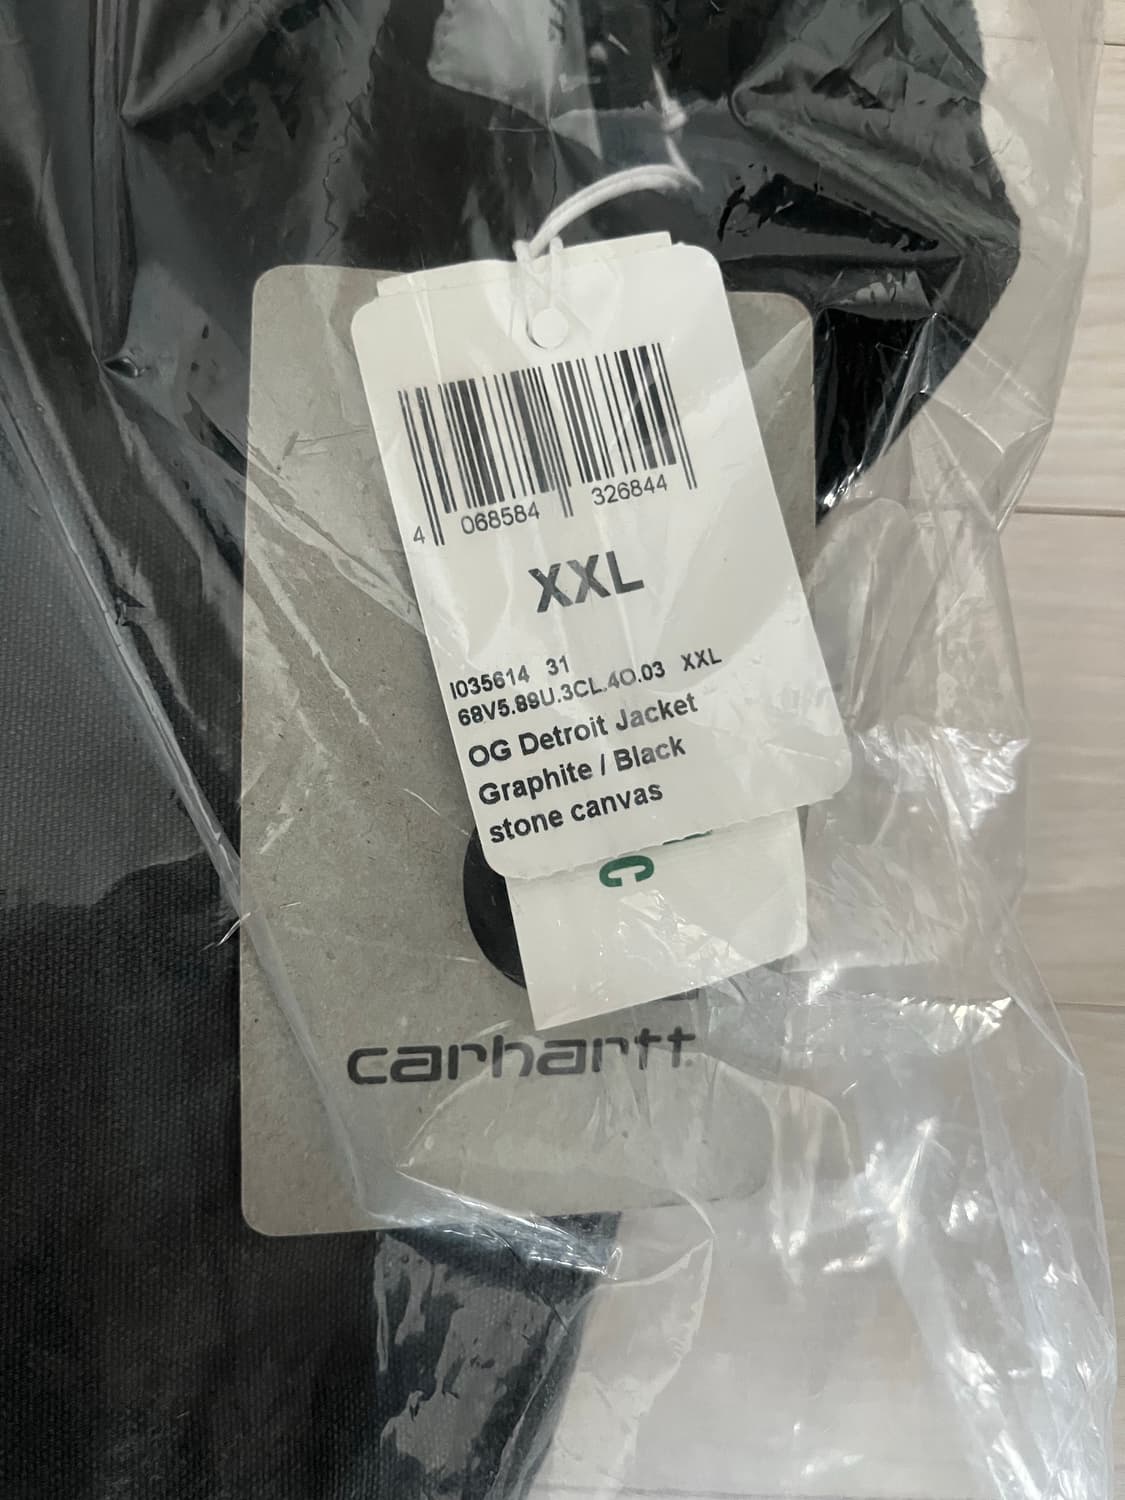 4 068584 326844
XXL
I035614 31
68V5.89U.3CL.4O.03 XXL
OG Detroit Jacket
Graphite / Black
stone canvas
C
carhartt